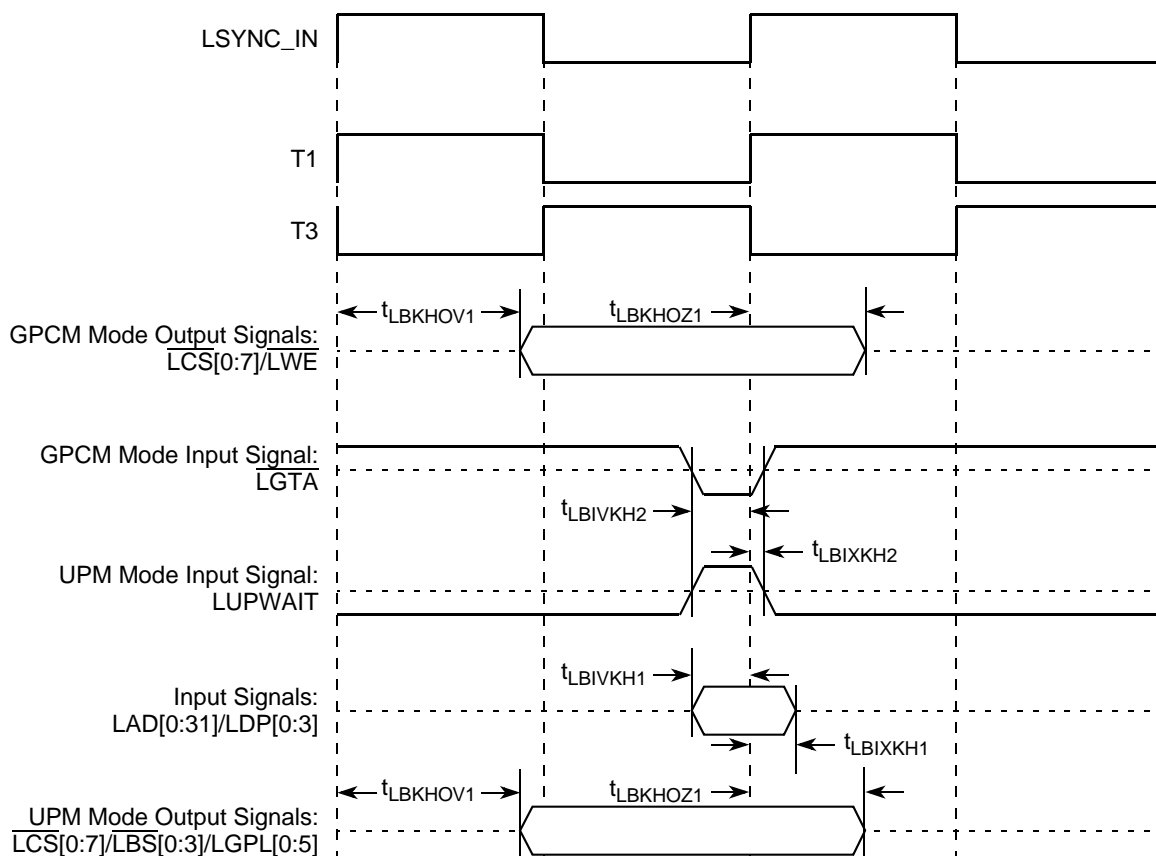 LSYNC_IN
T1
T3
tLBKHOV1
tLBKHOZ1
GPCM Mode Output Signals:
LCS[0:7]/LWE
GPCM Mode Input Signal:
LGTA
tLBIVKH2
tLBIXKH2
UPM Mode Input Signal:
LUPWAIT
tLBIVKH1
Input Signals:
LAD[0:31]/LDP[0:3]
tLBIXKH1
tLBKHOV1
tLBKHOZ1
UPM Mode Output Signals:
LCS[0:7]/LBS[0:3]/LGPL[0:5]